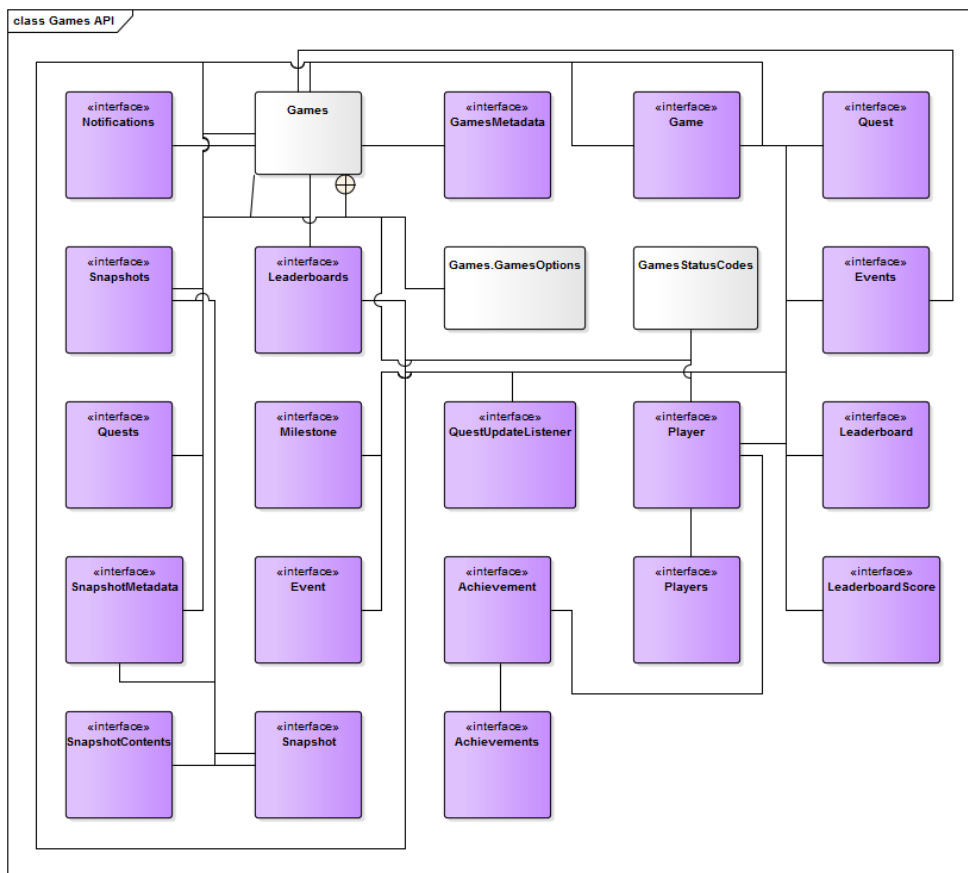 class Games API
«interface»
Notifications
Games
«interface»
GamesMetadata
«interface»
Game
«interface»
Quest
«interface»
Snapshots
«interface»
Leaderboards
Games.GamesOptions
GamesStatusCodes
«interface»
Events
«interface»
Quests
«interface»
Milestone
«interface»
QuestUpdateListener
«interface»
Player
«interface»
Leaderboard
«interface»
SnapshotMetadata
«interface»
Event
«interface»
Achievement
«interface»
Players
«interface»
LeaderboardScore
«interface»
SnapshotContents
«interface»
Snapshot
«interface»
Achievements